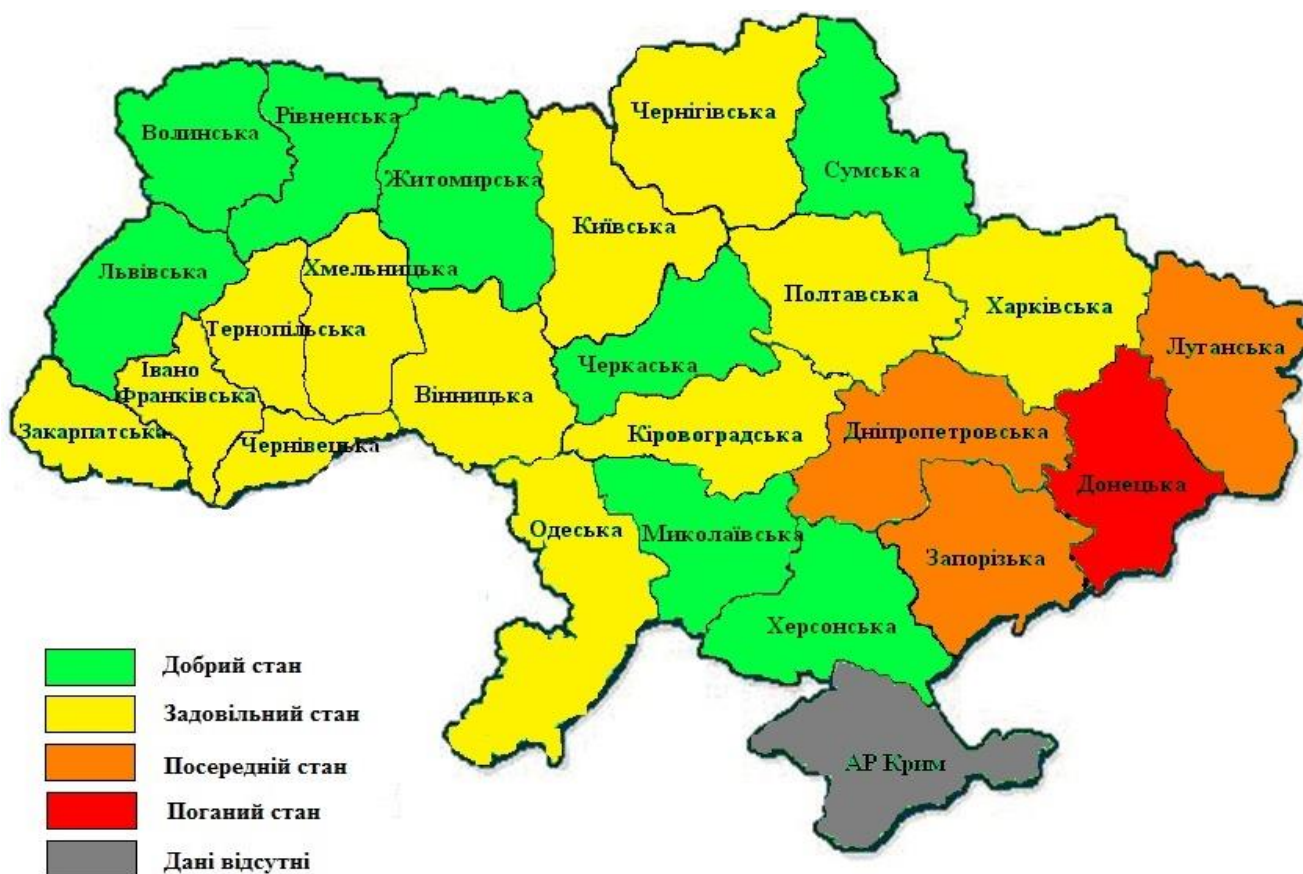 Чернігівська
Волинська
Рівненська
Житомирська
Сумська
Київська
Львівська
Хмельницька
Тернопільська
Полтавська
Харківська
Луганська
Черкаська
Івано
Франківська
Вінницька
Закарпатська
Чернівецька
Кіровоградська
Дніпропетровська
Донецька
Одеська
Миколаївська
Запорізька
Херсонська
АР Крим
Добрий стан
Задовільний стан
Посередній стан
Поганий стан
Дані відсутні